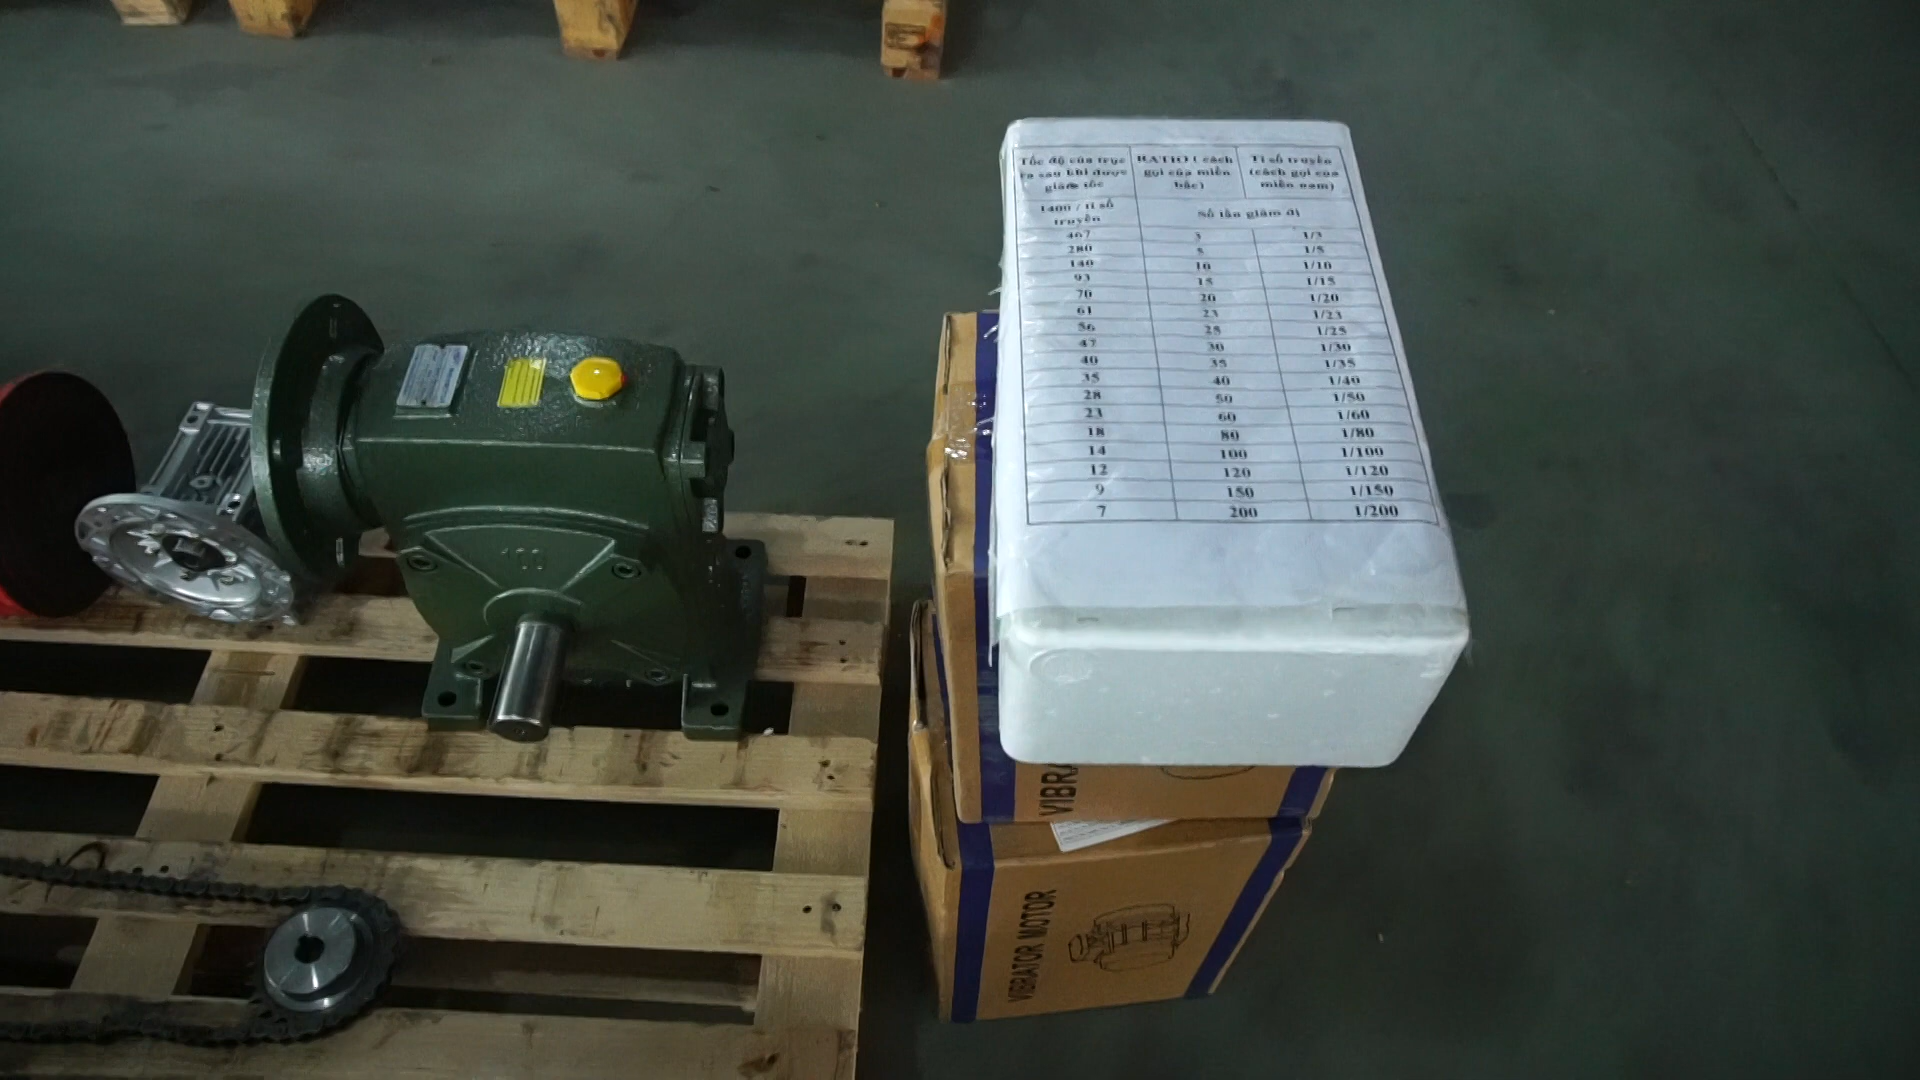 Tốc độ của trục
ra sau khi được
giảm tốc
RATIO ( cách
gọi của miền
bắc)
Tỉ số truyền
(cách gọi của
miền nam)
1400 / tỉ số
truyền
Số lần giảm đi
467 3 1/3
280 5 1/5
140 10 1/10
93 15 1/15
70 20 1/20
61 23 1/23
56 25 1/25
47 30 1/30
40 35 1/35
35 40 1/40
28 50 1/50
23 60 1/60
18 80 1/80
14 100 1/100
12 120 1/120
9 150 1/150
7 200 1/200
100
VIBRA
VIBRATOR MOTOR